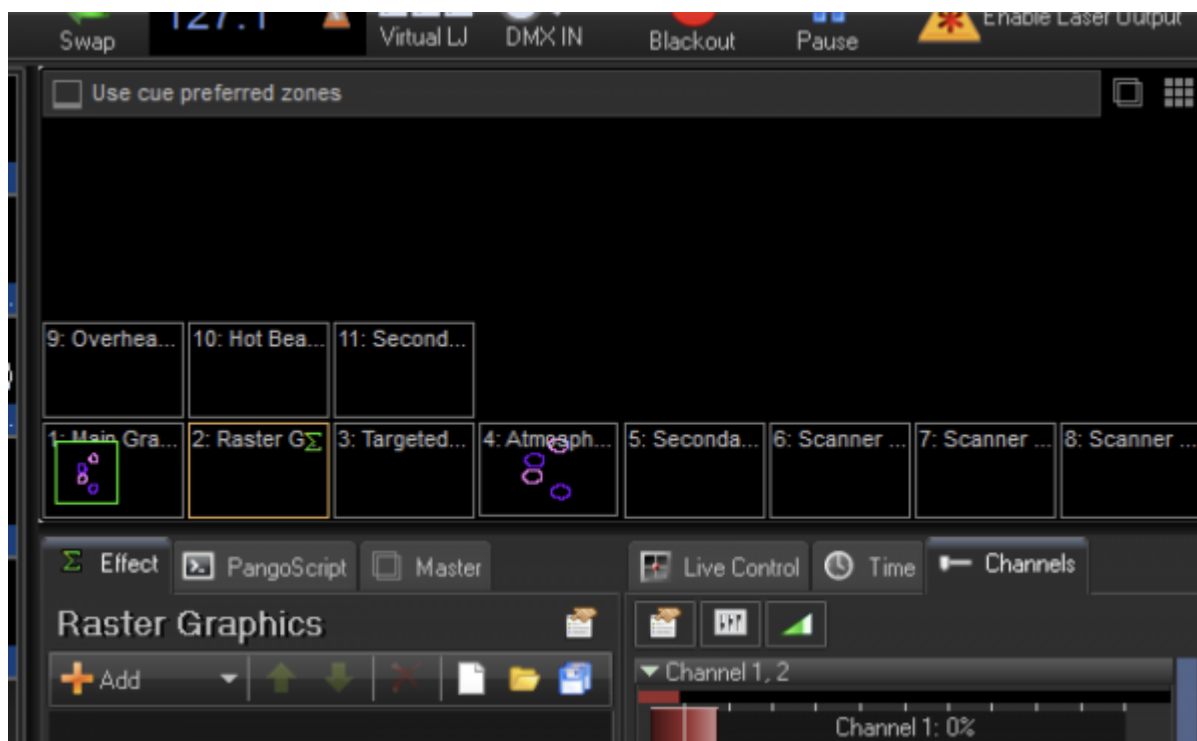 Swap 127.1 Virtual LJ DMX IN Blackout Pause Enable Laser Output
Use cue preferred zones
9: Overhea... 10: Hot Bea... 11: Second...
1: Main Gra... 2: Raster G 3: Targeted... 4: Atmosph... 5: Seconda... 6: Scanner ... 7: Scanner ... 8: Scanner ...
Effect PangoScript Master Live Control Time Channels
Raster Graphics
Add
Channel 1, 2
Channel 1: 0%